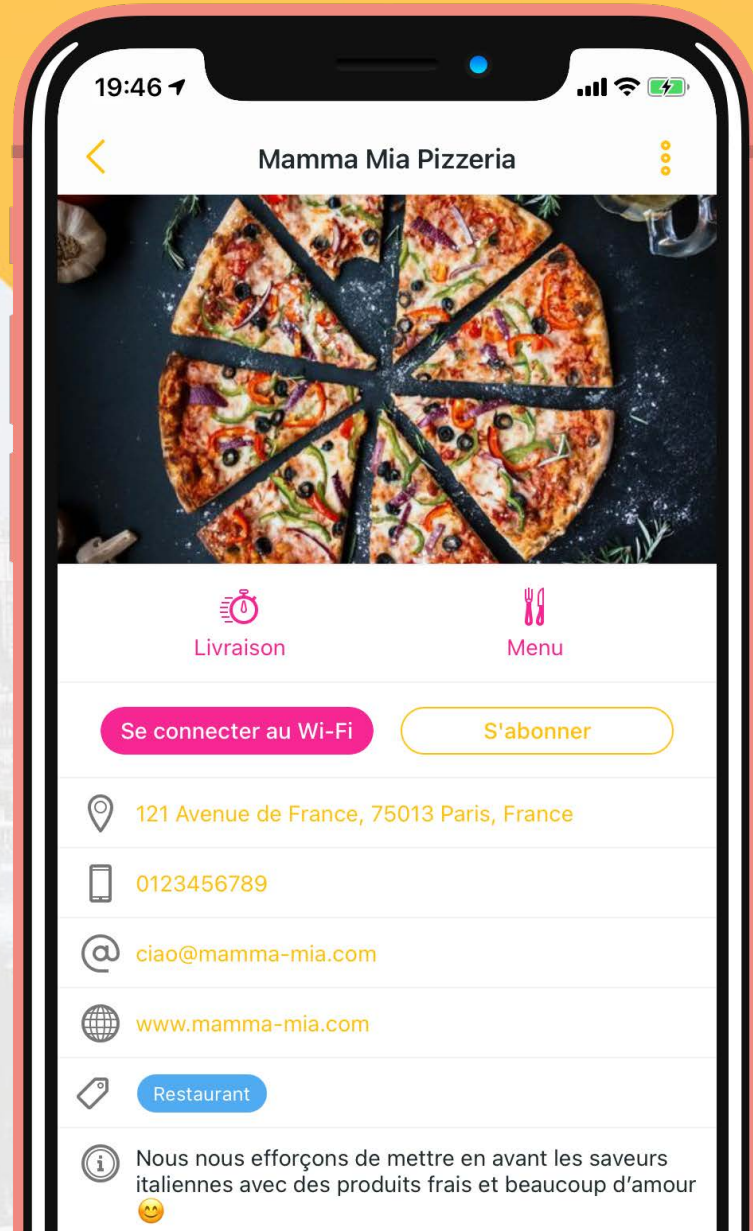 19:46
Mamma Mia Pizzeria
Livraison
Menu
Se connecter au Wi-Fi
S'abonner
121 Avenue de France, 75013 Paris, France
0123456789
ciao@mamma-mia.com
www.mamma-mia.com
Restaurant
Nous nous efforçons de mettre en avant les saveurs
italiennes avec des produits frais et beaucoup d’amour
😊